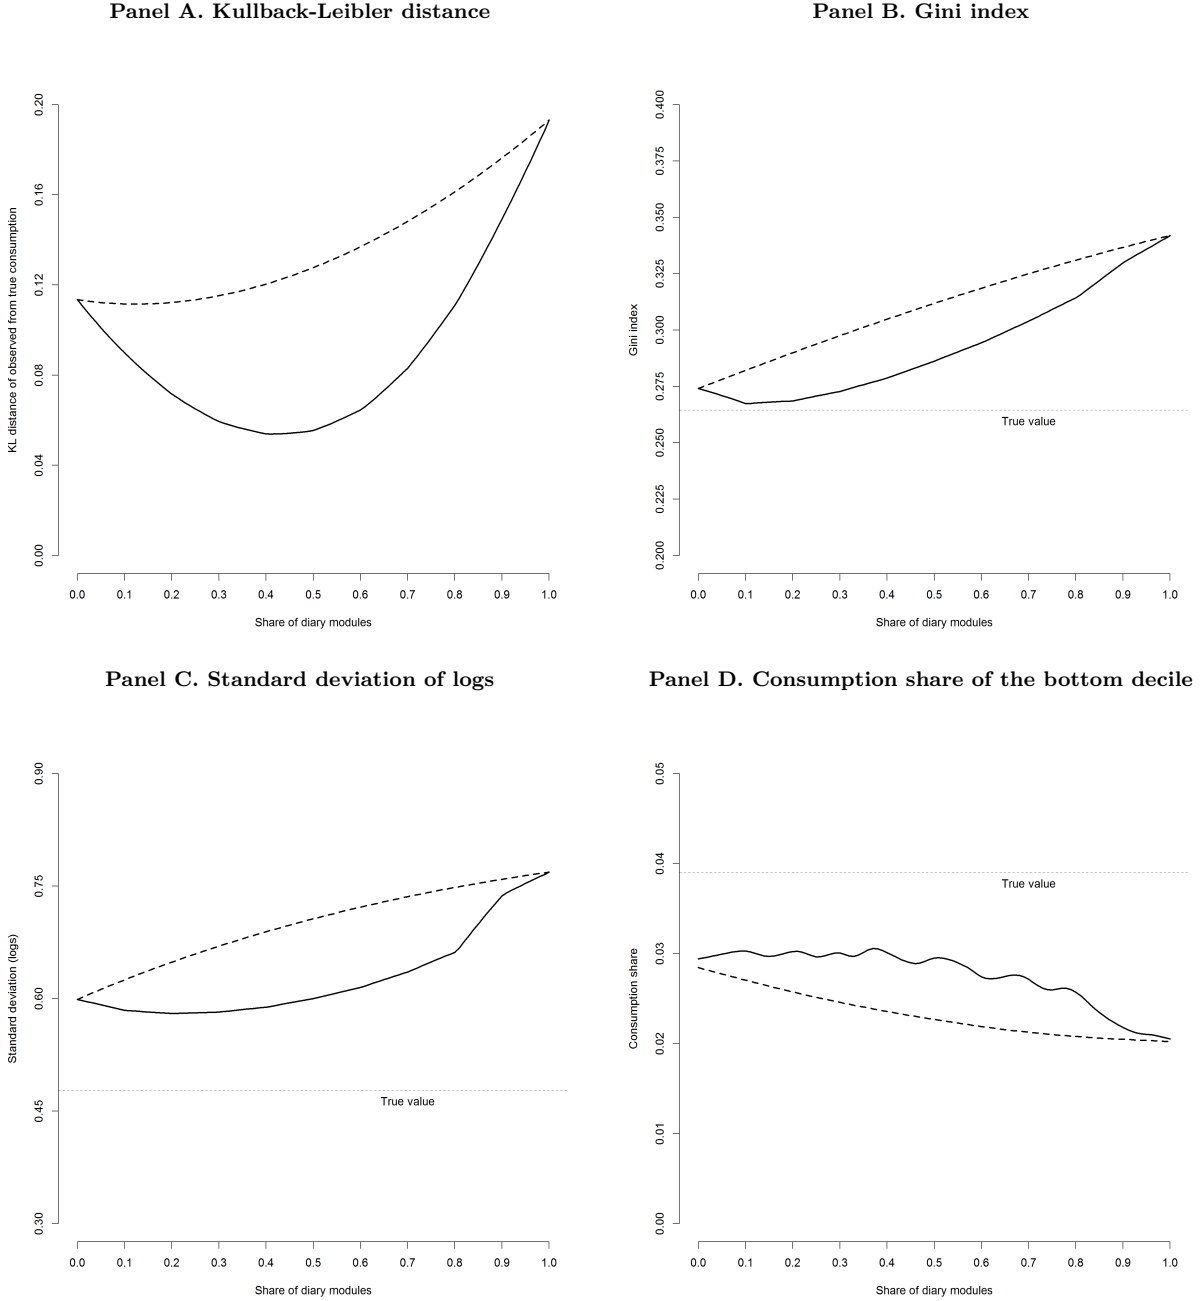 Panel A. Kullback-Leibler distance
KL distance of observed from true consumption
0.20
0.16
0.12
0.08
0.04
0.00
0.0 0.1 0.2 0.3 0.4 0.5 0.6 0.7 0.8 0.9 1.0
Share of diary modules
Panel B. Gini index
Gini index
0.400
0.375
0.350
0.325
0.300
0.275
0.250
0.225
0.200
True value
0.0 0.1 0.2 0.3 0.4 0.5 0.6 0.7 0.8 0.9 1.0
Share of diary modules
Panel C. Standard deviation of logs
Standard deviation (logs)
0.90
0.75
0.60
0.45
0.30
True value
0.0 0.1 0.2 0.3 0.4 0.5 0.6 0.7 0.8 0.9 1.0
Share of diary modules
Panel D. Consumption share of the bottom decile
Consumption share
0.05
0.04
0.03
0.02
0.01
0.00
True value
0.0 0.1 0.2 0.3 0.4 0.5 0.6 0.7 0.8 0.9 1.0
Share of diary modules